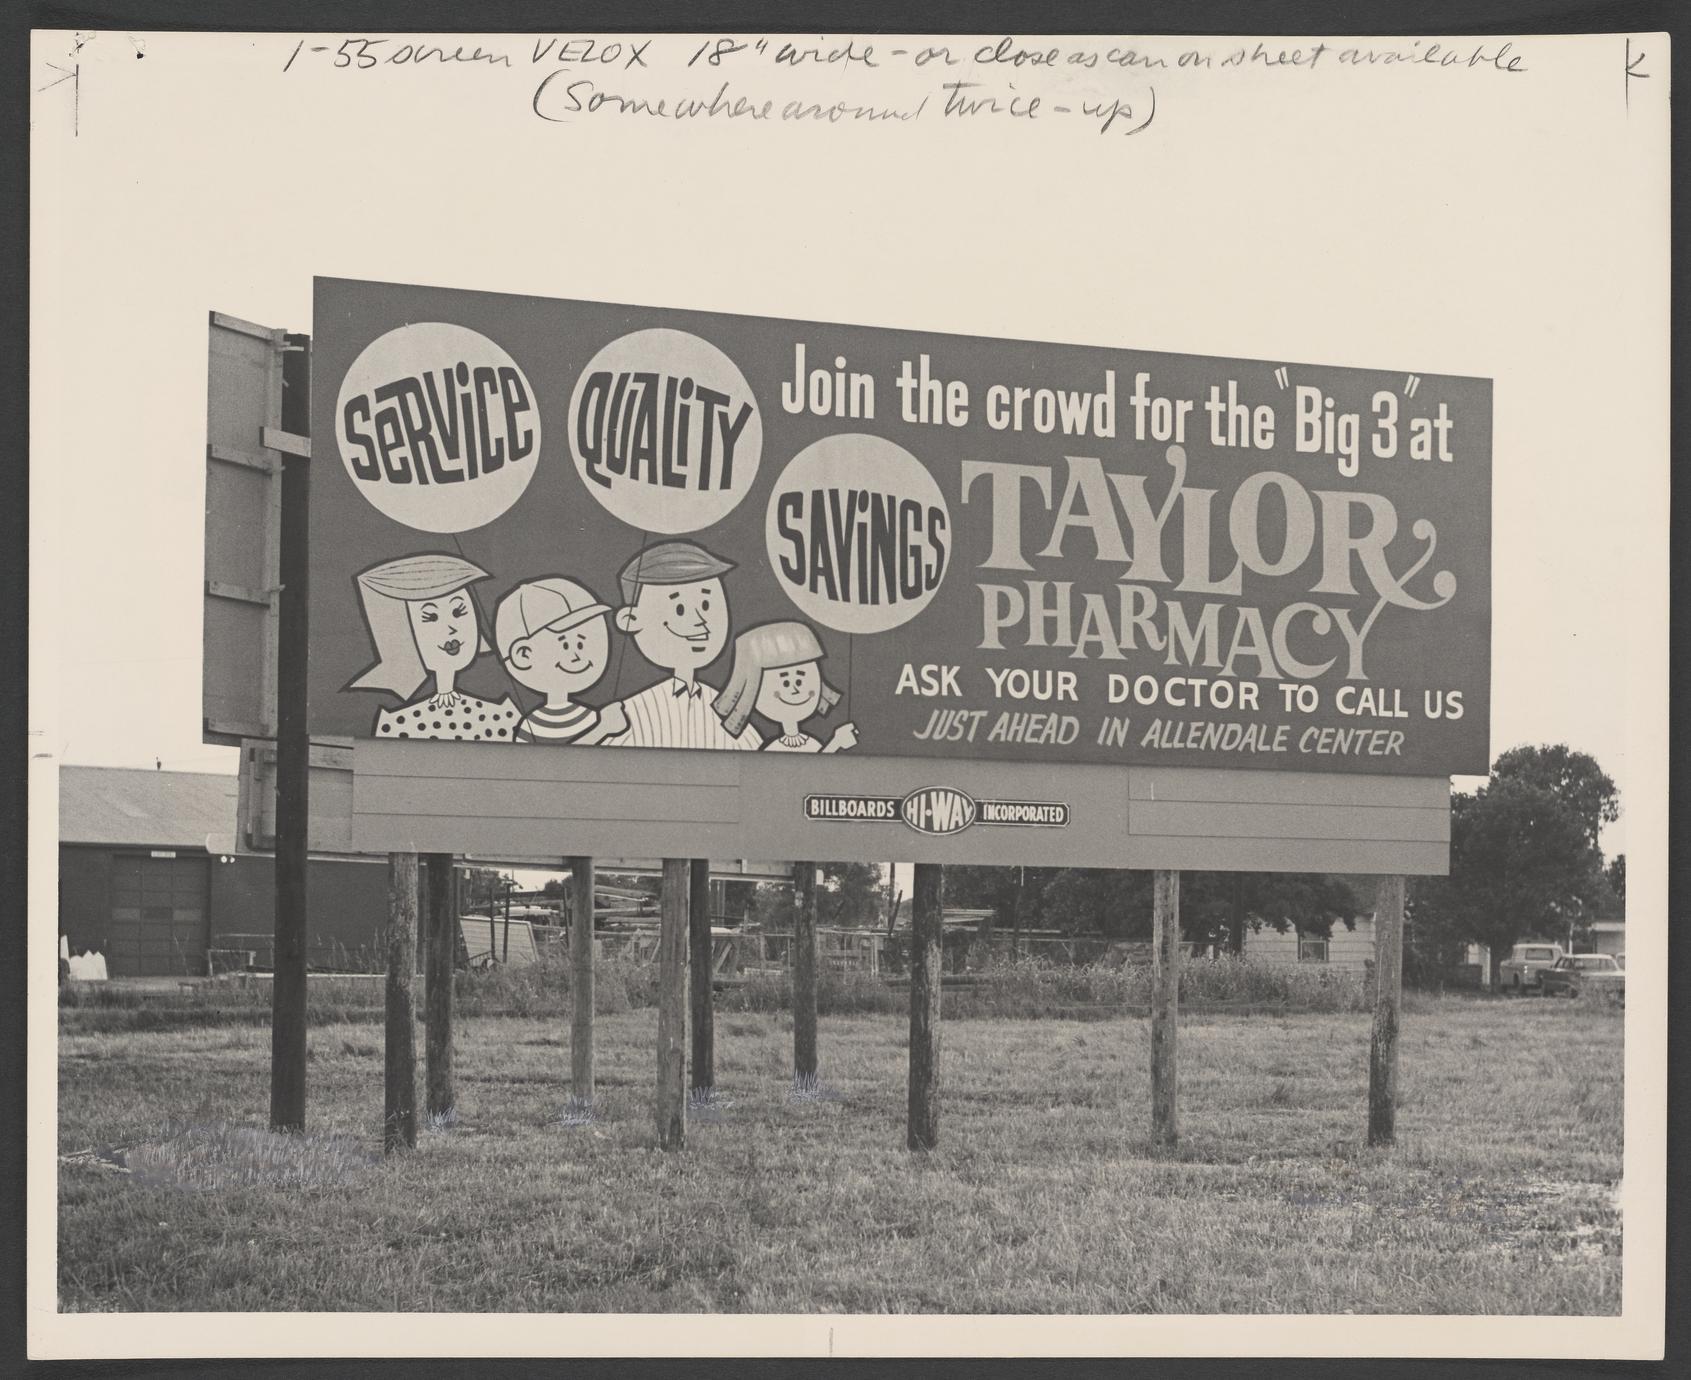 1-55 screen VELOX 18" wide - or close as can on sheet available
(Somewhere around twice-up)
SERViCE
QUALiTY
SAViNGS
Join the crowd for the "Big 3" at
TAYLOR
PHARMACY
ASK YOUR DOCTOR TO CALL US
JUST AHEAD IN ALLENDALE CENTER
BILLBOARDS HI-WAY INCORPORATED